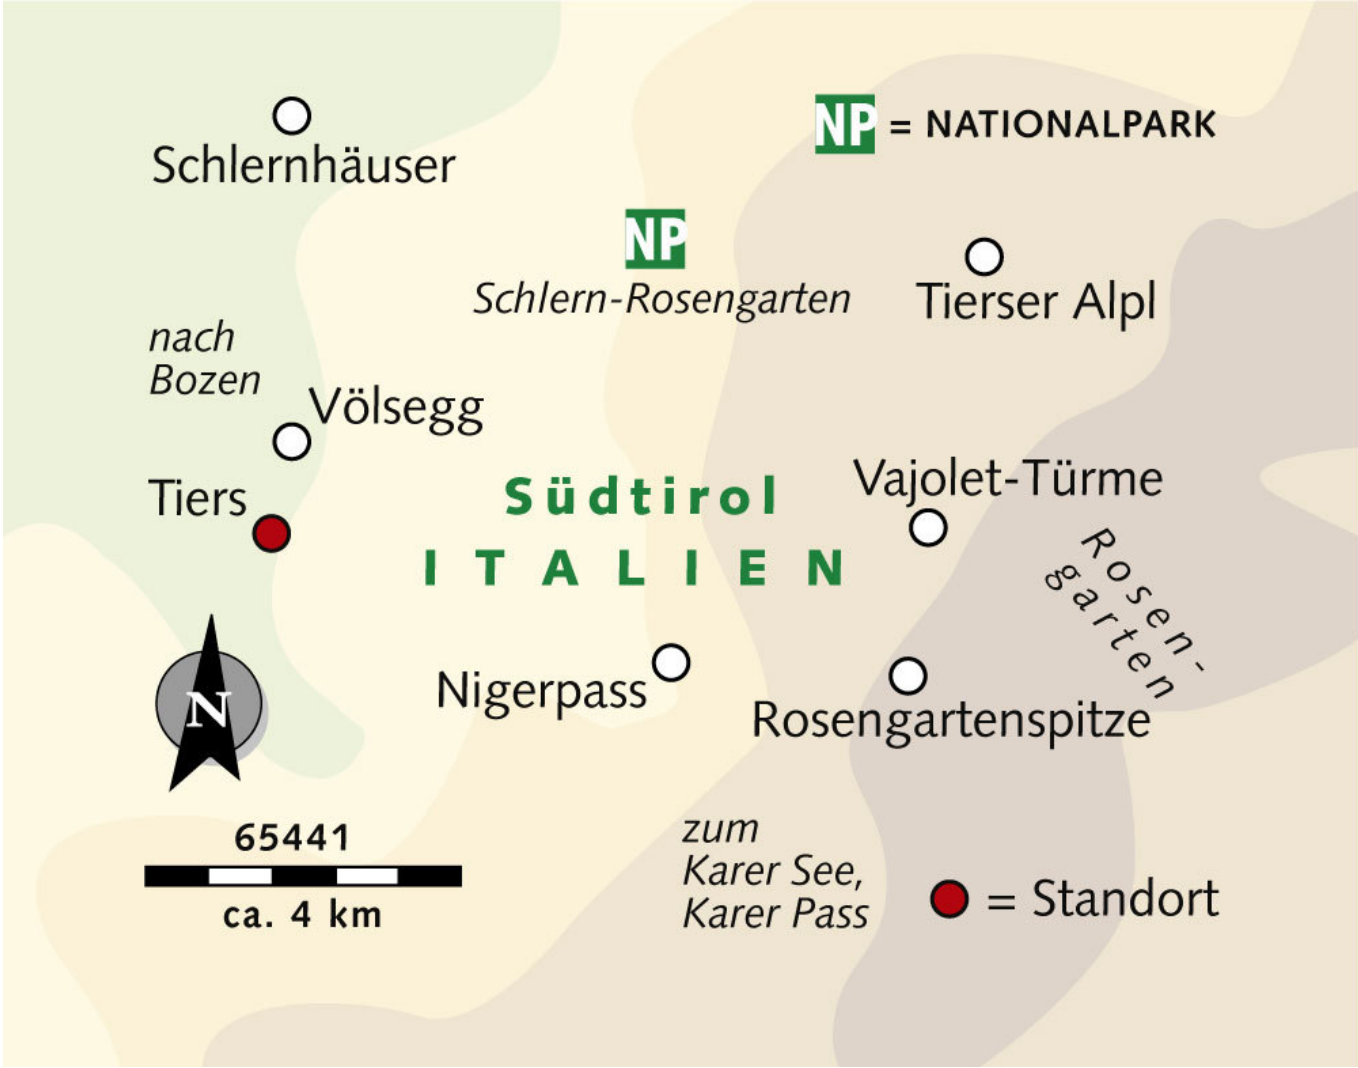 NP = NATIONALPARK
Schlernhäuser
NP
Schlern-Rosengarten
Tierser Alpl
nach
Bozen
Völsegg
Tiers
Südtirol
ITALIEN
Vajolet-Türme
Rosen-
garten
N
Nigerpass
Rosengartenspitze
65441
ca. 4 km
zum
Karer See,
Karer Pass
= Standort